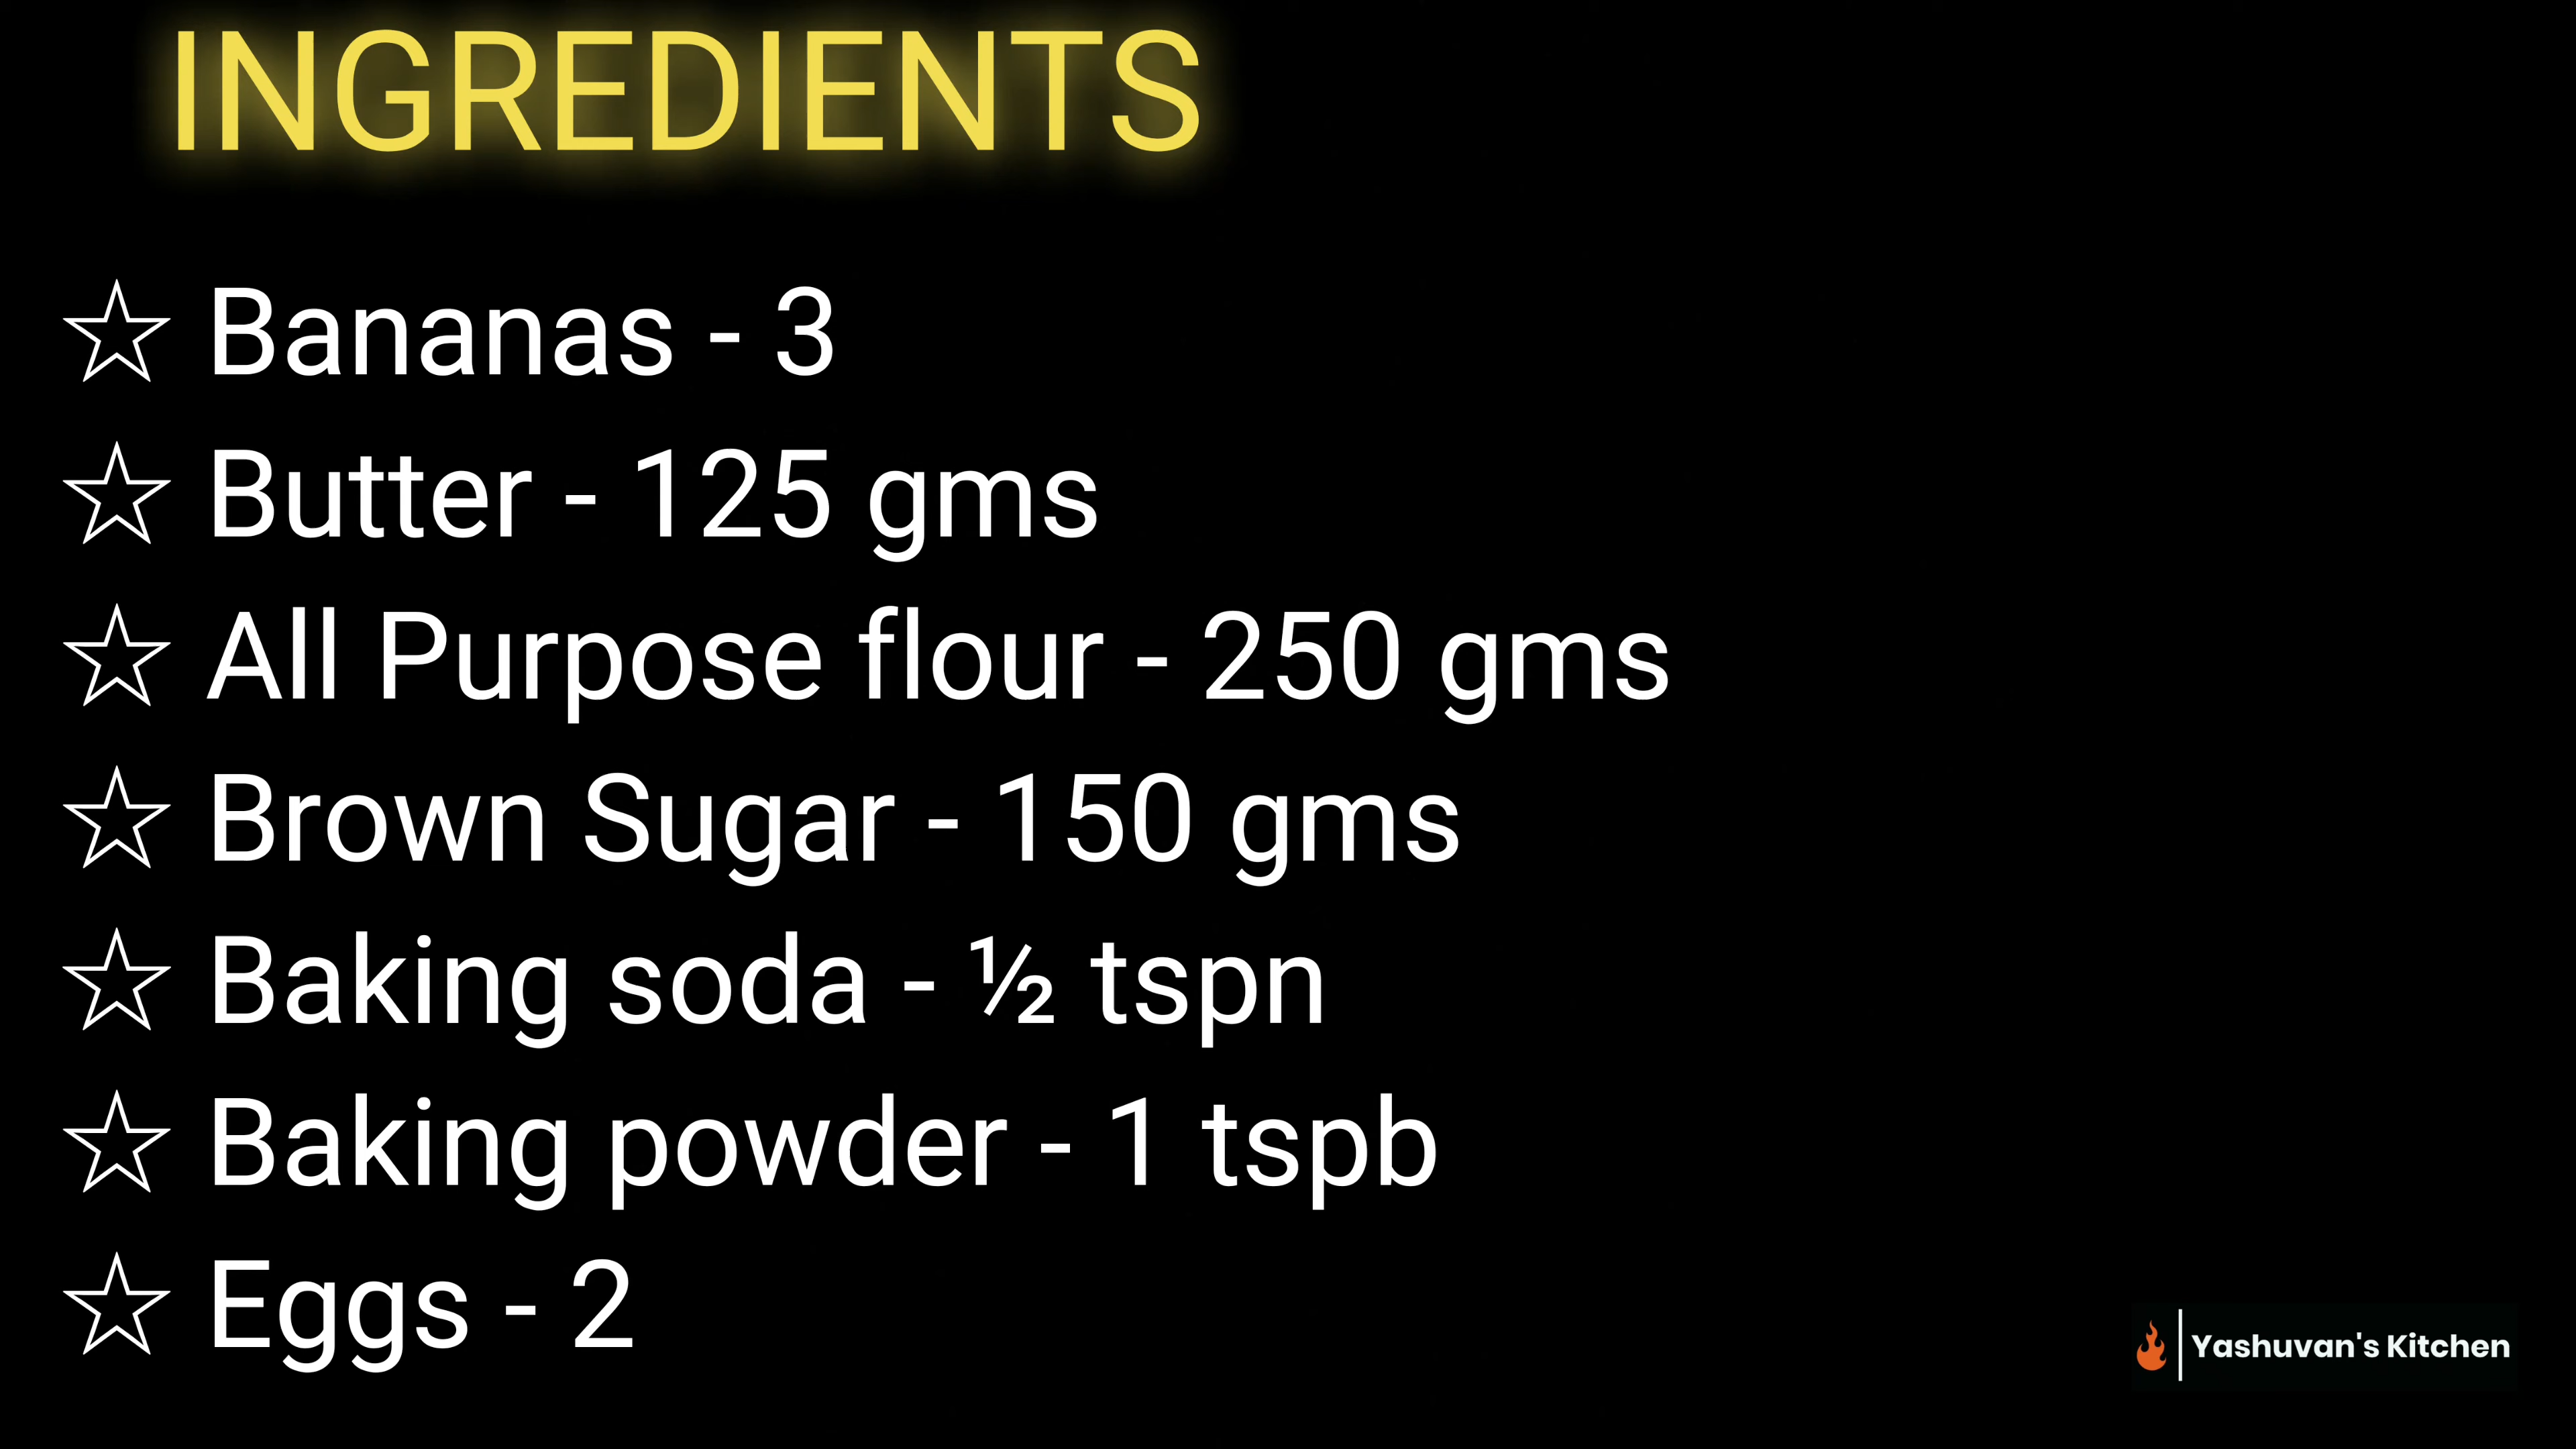 INGREDIENTS
☆ Bananas - 3
☆ Butter - 125 gms
☆ All Purpose flour - 250 gms
☆ Brown Sugar - 150 gms
☆ Baking soda - ½ tspn
☆ Baking powder - 1 tspb
☆ Eggs - 2
Yashuvan's Kitchen